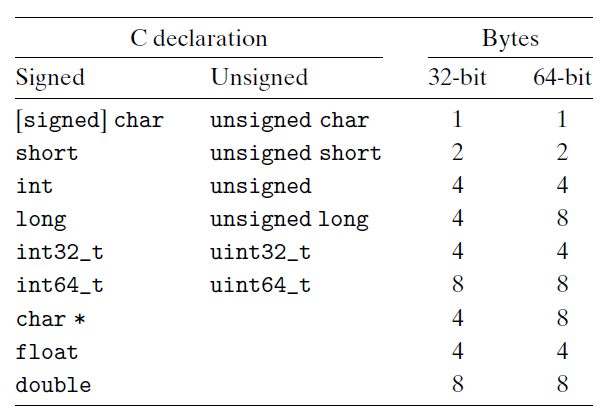 C declaration Bytes
Signed Unsigned 32-bit 64-bit
[signed] char unsigned char 1 1
short unsigned short 2 2
int unsigned 4 4
long unsigned long 4 8
int32_t uint32_t 4 4
int64_t uint64_t 8 8
char * 4 8
float 4 4
double 8 8